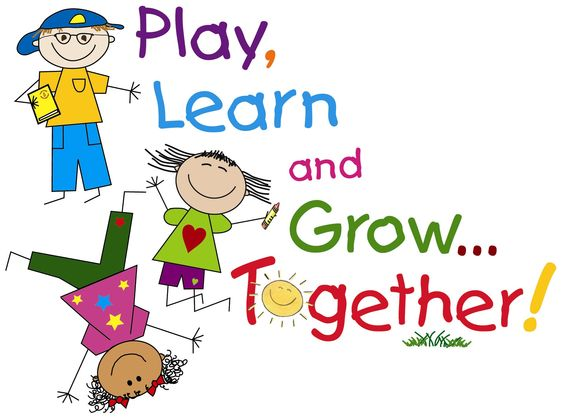 Play,
Learn
and
Grow...
Together!